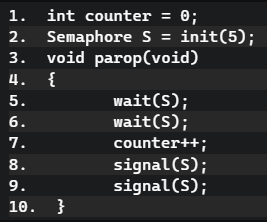 1. int counter = 0;
2. Semaphore S = init(5);
3. void parop(void)
4. {
5. wait(S);
6. wait(S);
7. counter++;
8. signal(S);
9. signal(S);
10. }